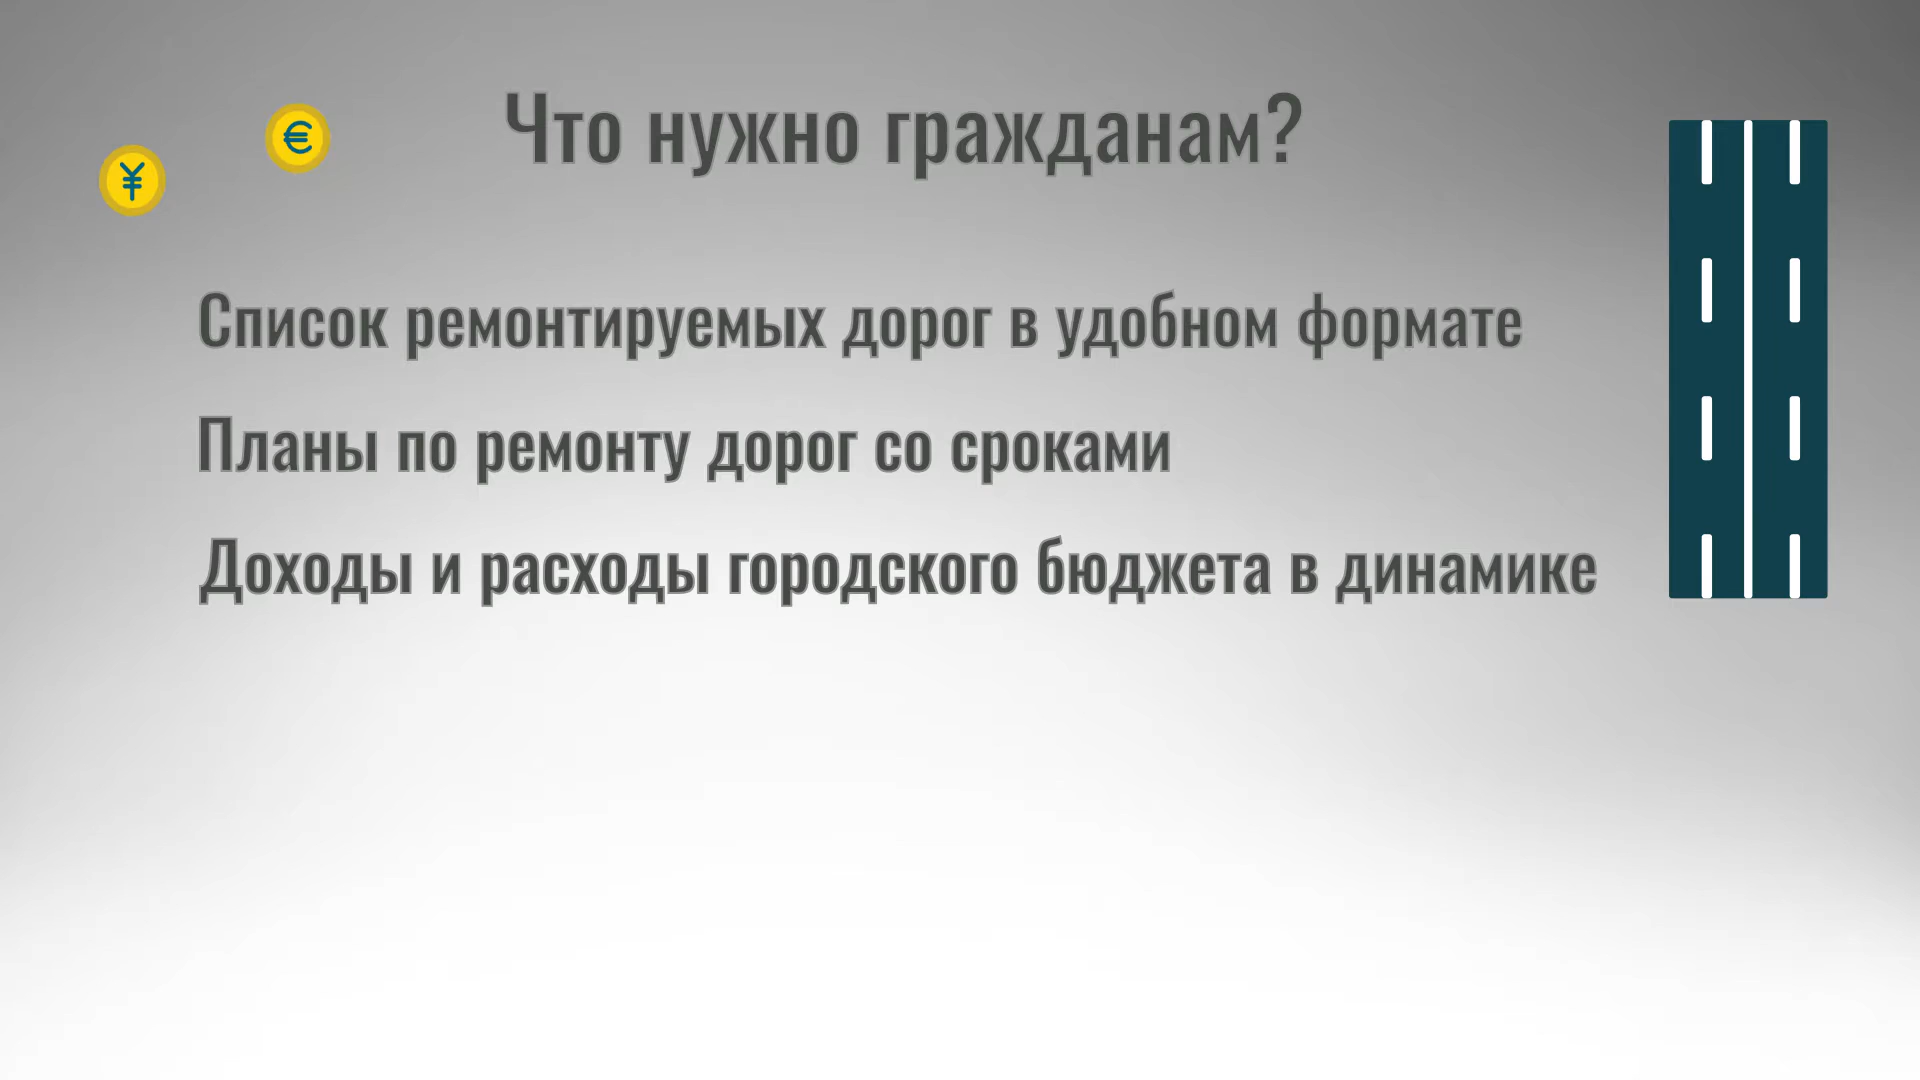 Что нужно гражданам?
€
¥
Список ремонтируемых дорог в удобном формате
Планы по ремонту дорог со сроками
Доходы и расходы городского бюджета в динамике